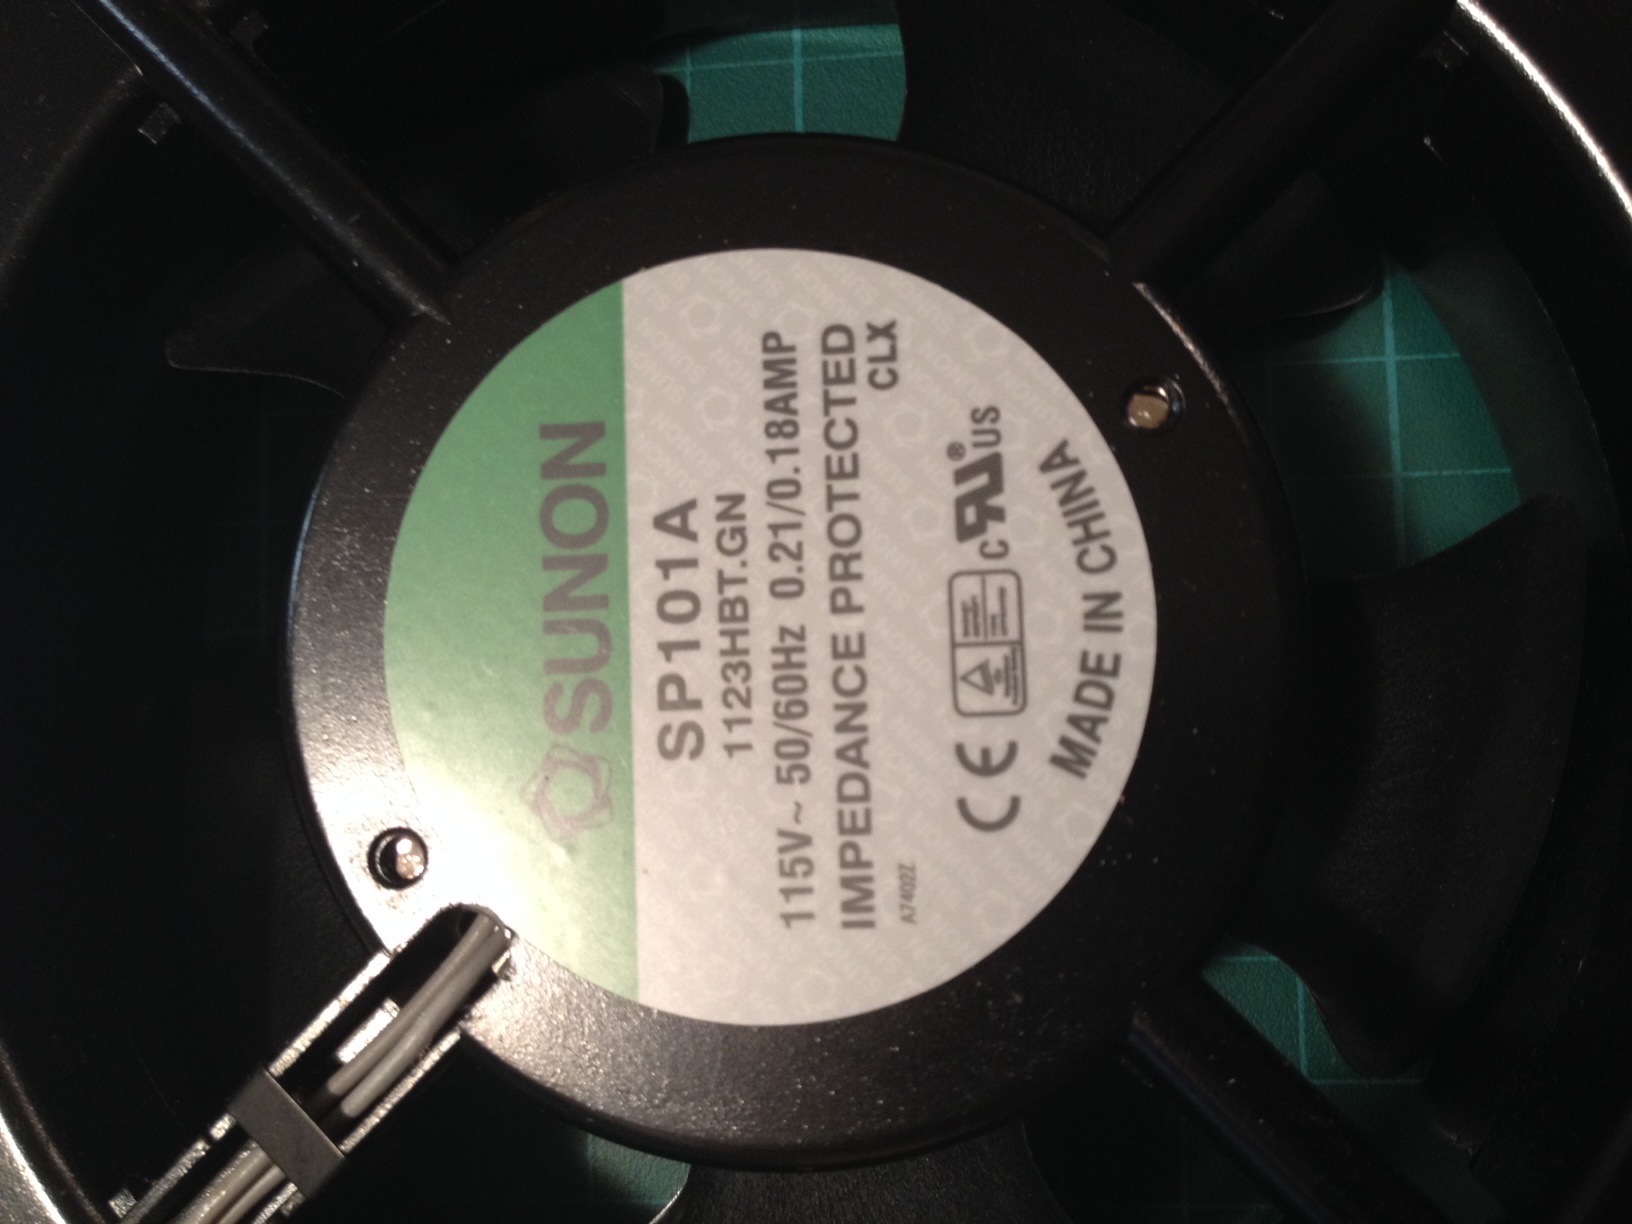 SUNON
SP101A
1123HBT.GN
115V~ 50/60Hz 0.21/0.18AMP
IMPEDANCE PROTECTED
A7402Z CLX
CE c RU ® US
MADE IN CHINA